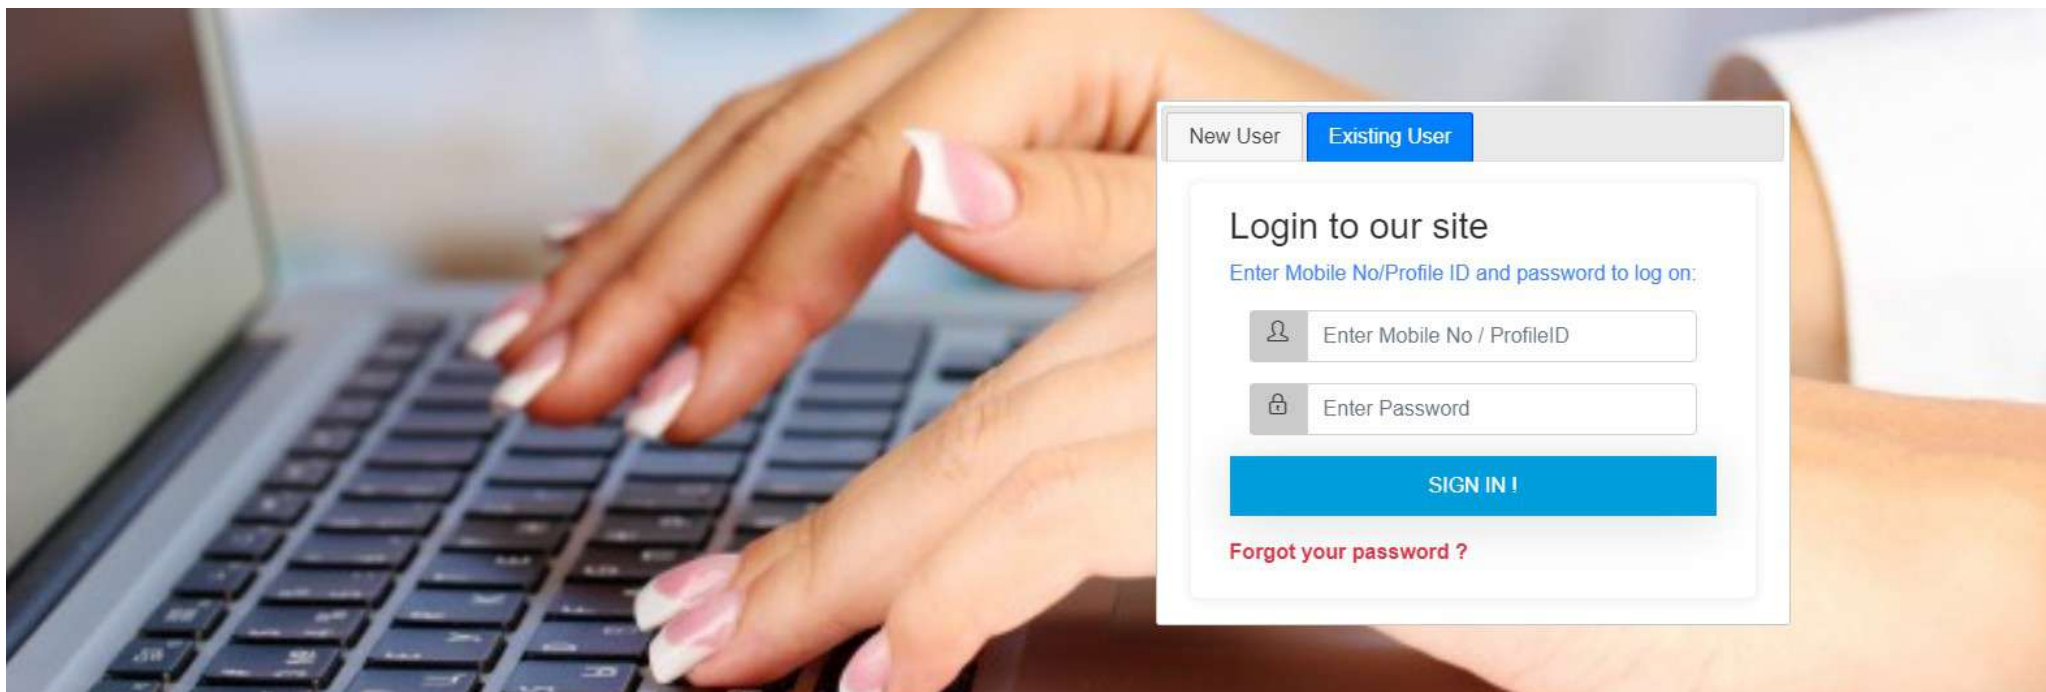 New User
Existing User
Login to our site
Enter Mobile No/Profile ID and password to log on:
Enter Mobile No / ProfileID
Enter Password
SIGN IN !
Forgot your password ?